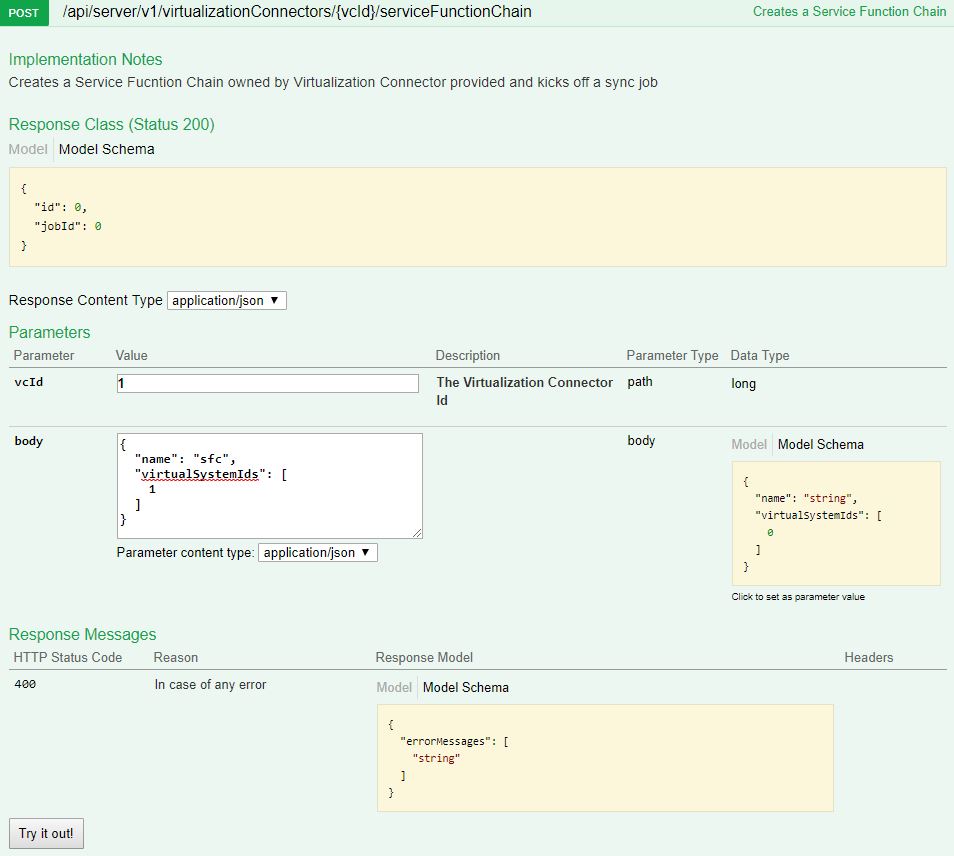 POST /api/server/v1/virtualizationConnectors/{vcId}/serviceFunctionChain Creates a Service Function Chain
Implementation Notes
Creates a Service Fucntion Chain owned by Virtualization Connector provided and kicks off a sync job
Response Class (Status 200)
Model Model Schema
{
"id": 0,
"jobId": 0
}
Response Content Type application/json ▼
Parameters
Parameter Value Description Parameter Type Data Type
vcId 1 The Virtualization Connector Id path long
body
{
"name": "sfc",
"virtualSystemIds": [
1
]
}
Parameter content type: application/json ▼
body
Model Model Schema
{
"name": "string",
"virtualSystemIds": [
0
]
}
Click to set as parameter value
Response Messages
HTTP Status Code Reason Response Model Headers
400 In case of any error
Model Model Schema
{
"errorMessages": [
"string"
]
}
Try it out!